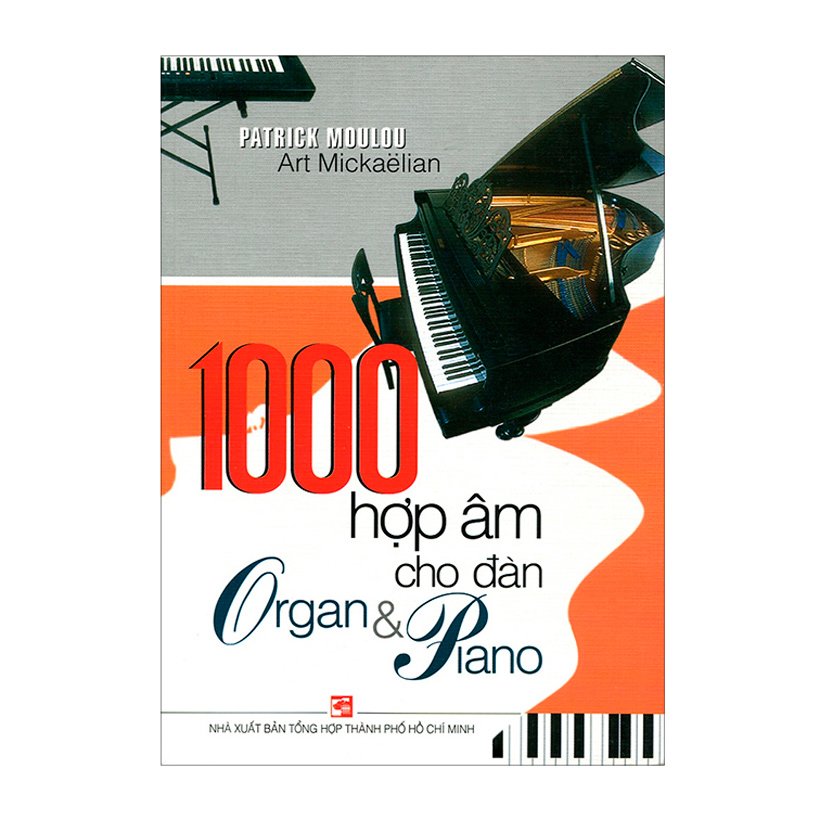 PATRICK MOULOU
Art Mickaëlian
1000
hợp âm
cho đàn
Organ & Piano
NHÀ XUẤT BẢN TỔNG HỢP THÀNH PHỐ HỒ CHÍ MINH